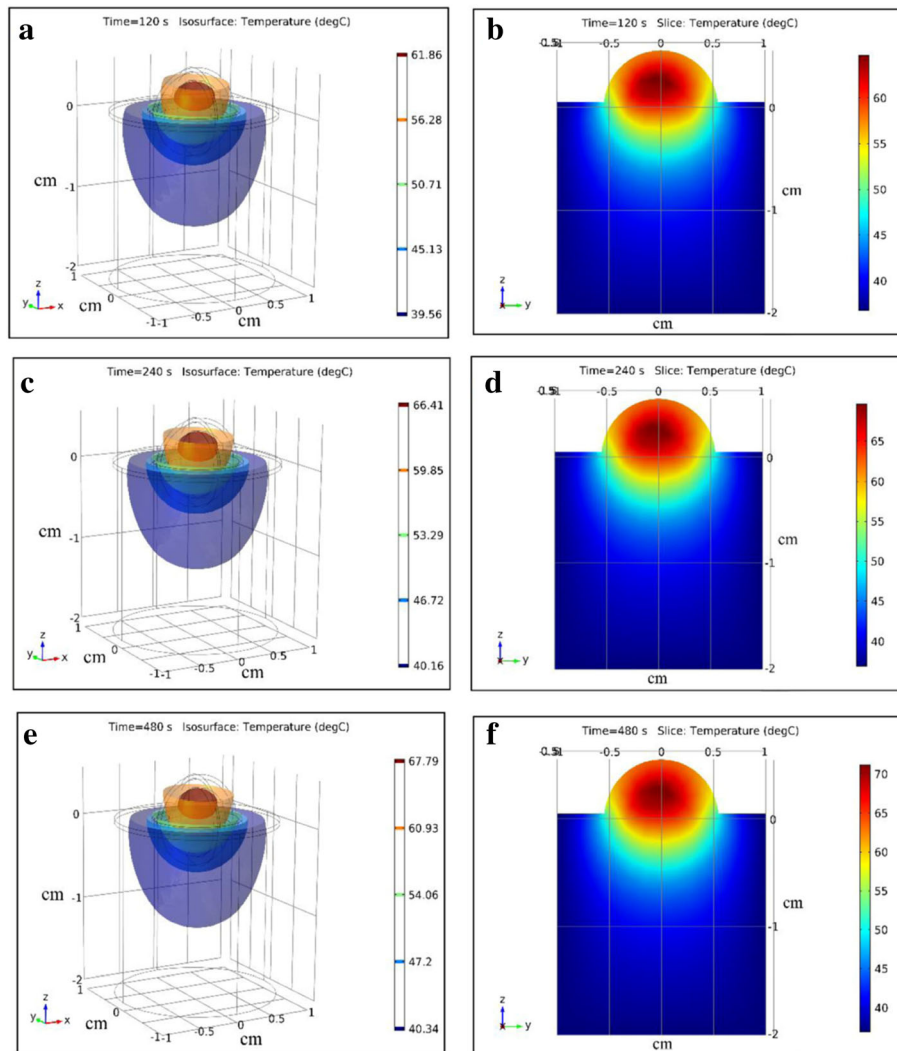 a
Time=120 s Isosurface: Temperature (degC)
61.86
56.28
50.71
45.13
39.56
0
-1
-2
cm
1
0
-1
cm
-1
-0.5
0
0.5
1
cm
z
y
x
b
Time=120 s Slice: Temperature (degC)
-0.5
0
0.5
1
0
-1
-2
cm
cm
z
y
60
55
50
45
40
c
Time=240 s Isosurface: Temperature (degC)
66.41
59.85
53.29
46.72
40.16
0
-1
-2
cm
1
0
-1
cm
-1
-0.5
0
0.5
1
cm
z
y
x
d
Time=240 s Slice: Temperature (degC)
-0.5
0
0.5
1
0
-1
-2
cm
cm
z
y
65
60
55
50
45
40
e
Time=480 s Isosurface: Temperature (degC)
67.79
60.93
54.06
47.2
40.34
0
-1
-2
cm
1
0
-1
cm
-1
-0.5
0
0.5
1
cm
z
y
x
f
Time=480 s Slice: Temperature (degC)
-0.5
0
0.5
1
0
-1
-2
cm
cm
z
y
70
65
60
55
50
45
40